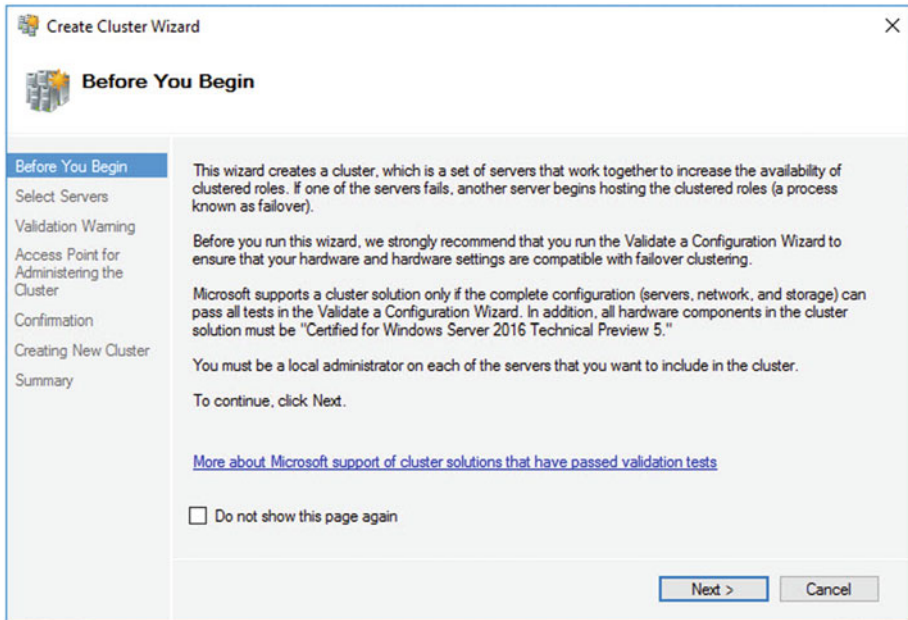 Create Cluster Wizard
Before You Begin
Before You Begin
Select Servers
Validation Warning
Access Point for
Administering the
Cluster
Confirmation
Creating New Cluster
Summary
This wizard creates a cluster, which is a set of servers that work together to increase the availability of
clustered roles. If one of the servers fails, another server begins hosting the clustered roles (a process
known as failover).
Before you run this wizard, we strongly recommend that you run the Validate a Configuration Wizard to
ensure that your hardware and hardware settings are compatible with failover clustering.
Microsoft supports a cluster solution only if the complete configuration (servers, network, and storage) can
pass all tests in the Validate a Configuration Wizard. In addition, all hardware components in the cluster
solution must be "Certified for Windows Server 2016 Technical Preview 5."
You must be a local administrator on each of the servers that you want to include in the cluster.
To continue, click Next.
More about Microsoft support of cluster solutions that have passed validation tests
Do not show this page again
Next >
Cancel